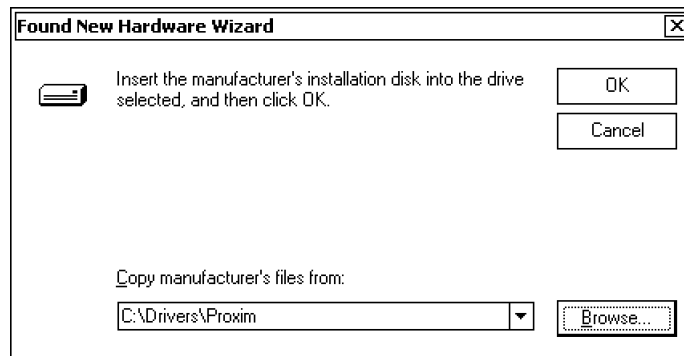 Found New Hardware Wizard
Insert the manufacturer's installation disk into the drive
selected, and then click OK.
OK
Cancel
Copy manufacturer's files from:
C:\Drivers\Proxim
Browse...